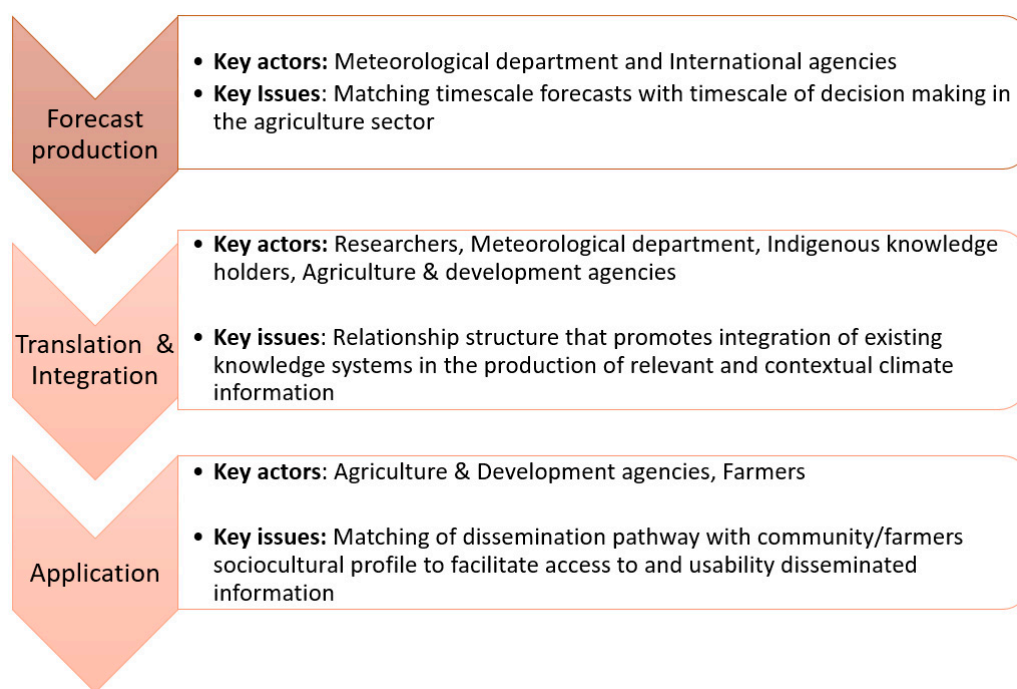 Forecast
production
• Key actors: Meteorological department and International agencies
• Key Issues: Matching timescale forecasts with timescale of decision making in
the agriculture sector
Translation &
Integration
• Key actors: Researchers, Meteorological department, Indigenous knowledge
holders, Agriculture & development agencies
• Key issues: Relationship structure that promotes integration of existing
knowledge systems in the production of relevant and contextual climate
information
Application
• Key actors: Agriculture & Development agencies, Farmers
• Key issues: Matching of dissemination pathway with community/farmers
sociocultural profile to facilitate access to and usability disseminated
information